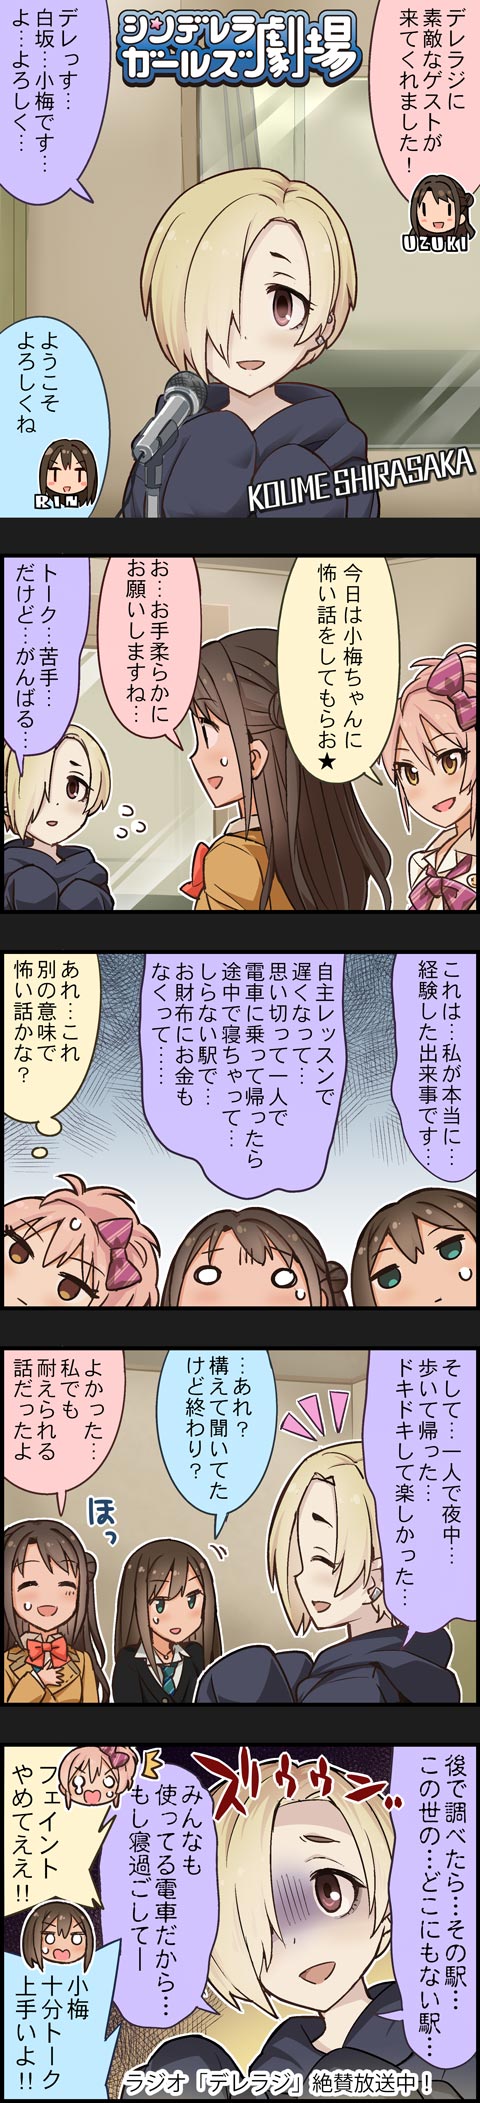 シンデレラ
ガールズ劇場
デレラジに
素敵なゲストが
来てくれました！
UZUKI
デレっす…
白坂…小梅です…
よ…よろしく…
ようこそ
よろしくね
RIN
KOUME SHIRASAKA
今日は小梅ちゃんに
怖い話をしてもらお★
お…お手柔らかに
お願いしますね…
トーク…苦手…
だけど…がんばる…
これは…私が本当に…
経験した出来事です…
自主レッスンで
遅くなって…
思い切って一人で
電車に乗って帰ったら
途中で寝ちゃって…
しらない駅で…
お財布にお金も
なくって……
あれ…これ
別の意味で
怖い話かな？
そして…一人で夜中…
歩いて帰った…
ドキドキして楽しかった…
…あれ？
構えて聞いてた
けど終わり？
よかった…
私でも
耐えられる
話だったよ
ほっ
後で調べたら…その駅…
この世の…どこにもない駅…
ズゥウゥン…
みんなも
使ってる電車だから…
もし寝過ごして―
フェイント
やめてええ!!
小梅
十分トーク
上手いよ!!
ラジオ「デレラジ」絶賛放送中！